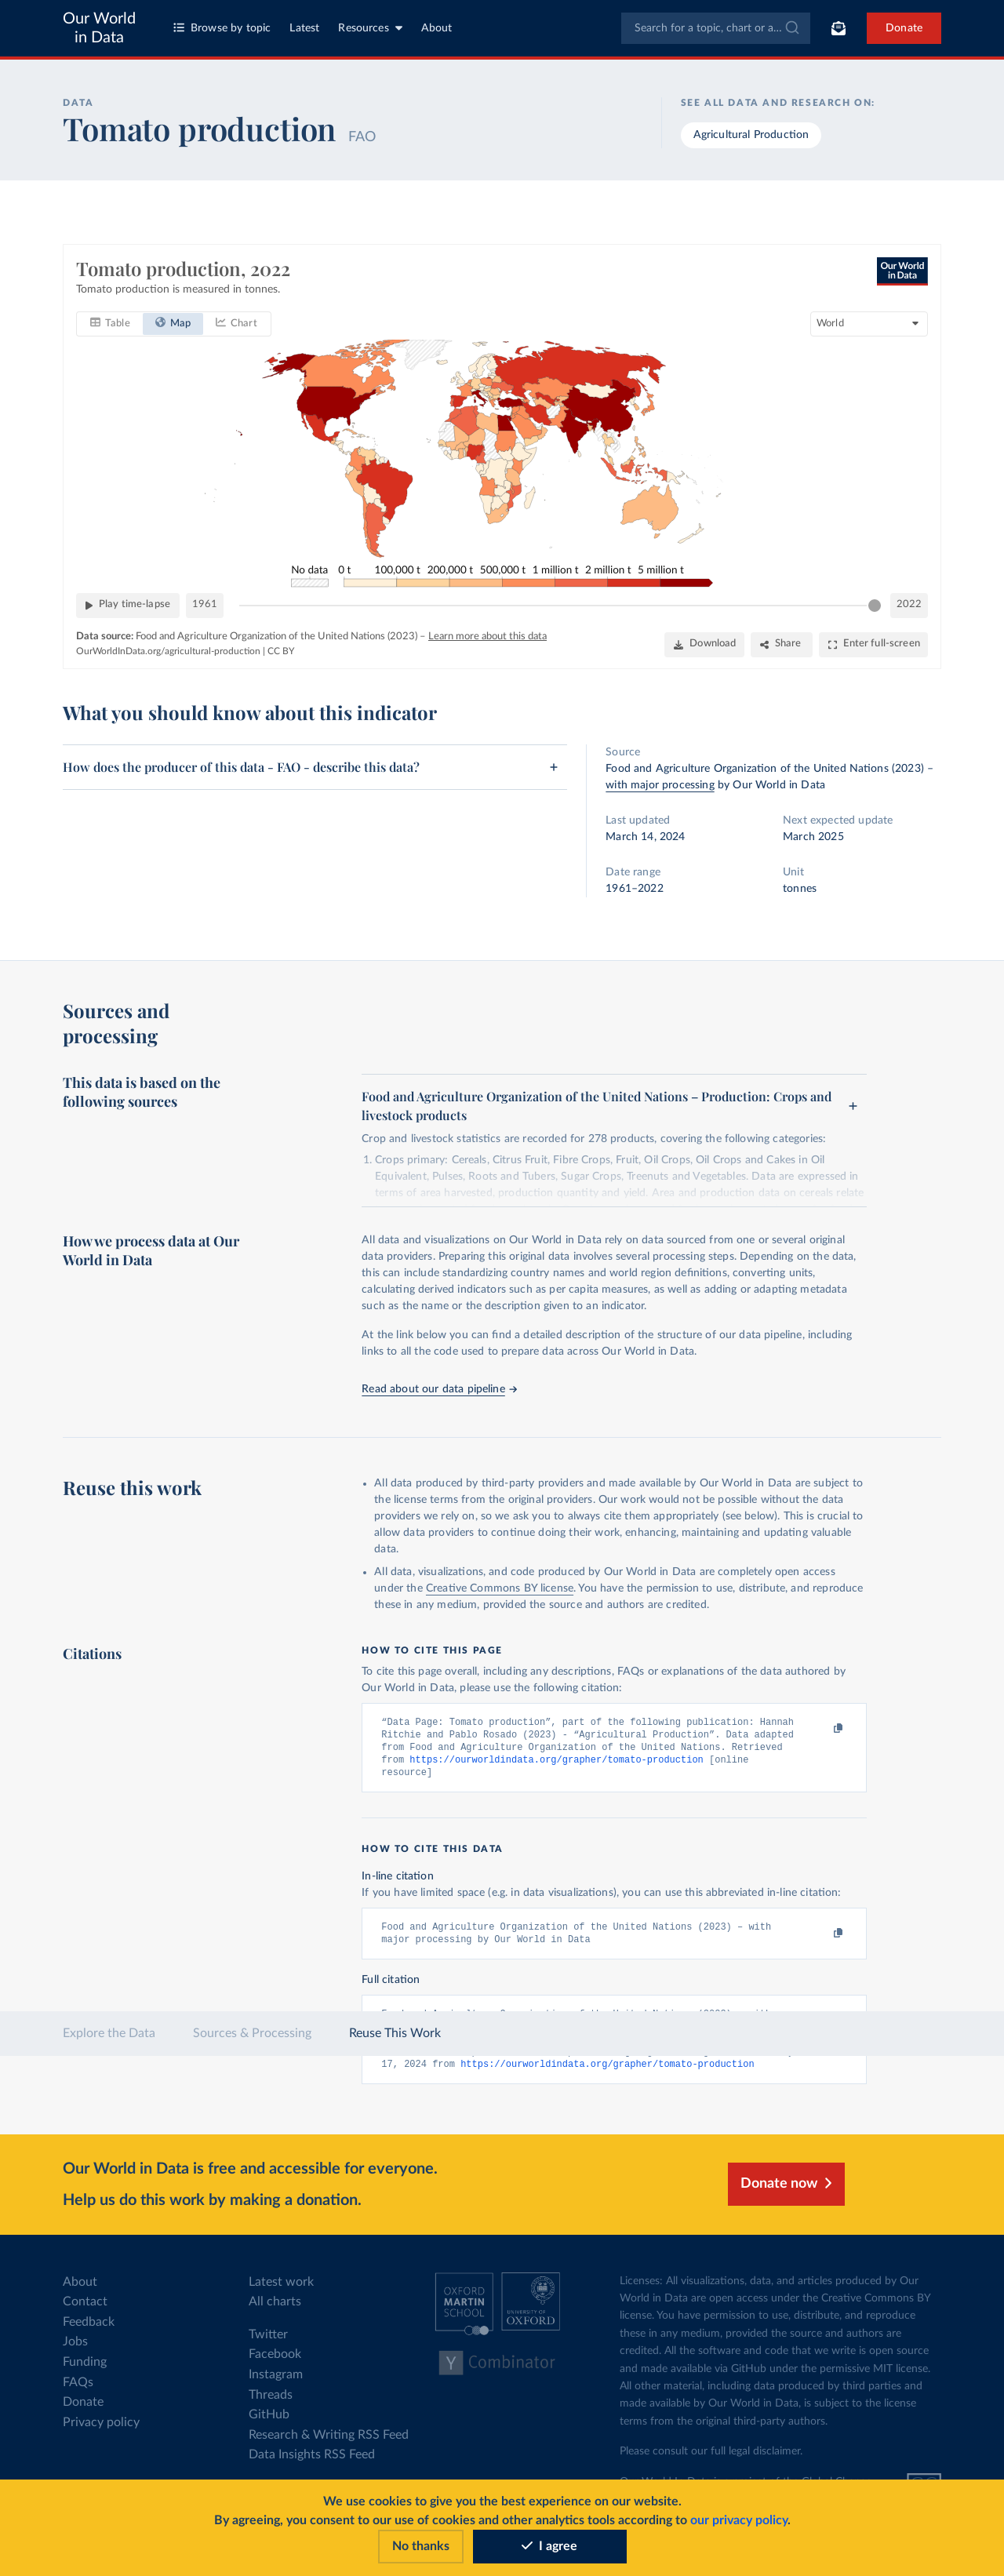 Our World
in Data
Browse by topic
Latest
Resources
About
Search for a topic, chart or a...
Donate
DATA
Tomato production FAO
SEE ALL DATA AND RESEARCH ON:
Agricultural Production
Tomato production, 2022
Tomato production is measured in tonnes.
Our World
in Data
Table
Map
Chart
World
No data
0 t
100,000 t
200,000 t
500,000 t
1 million t
2 million t
5 million t
Play time-lapse
1961
2022
Data source: Food and Agriculture Organization of the United Nations (2023) – Learn more about this data
OurWorldInData.org/agricultural-production | CC BY
Download
Share
Enter full-screen
What you should know about this indicator
How does the producer of this data - FAO - describe this data?
Source
Food and Agriculture Organization of the United Nations (2023) –
with major processing by Our World in Data
Last updated
March 14, 2024
Next expected update
March 2025
Date range
1961–2022
Unit
tonnes
Sources and
processing
This data is based on the
following sources
Food and Agriculture Organization of the United Nations – Production: Crops and
livestock products
Crop and livestock statistics are recorded for 278 products, covering the following categories:
1. Crops primary: Cereals, Citrus Fruit, Fibre Crops, Fruit, Oil Crops, Oil Crops and Cakes in Oil
Equivalent, Pulses, Roots and Tubers, Sugar Crops, Treenuts and Vegetables. Data are expressed in
terms of area harvested, production quantity and yield. Area and production data on cereals relate
How we process data at Our
World in Data
All data and visualizations on Our World in Data rely on data sourced from one or several original
data providers. Preparing this original data involves several processing steps. Depending on the data,
this can include standardizing country names and world region definitions, converting units,
calculating derived indicators such as per capita measures, as well as adding or adapting metadata
such as the name or the description given to an indicator.
At the link below you can find a detailed description of the structure of our data pipeline, including
links to all the code used to prepare data across Our World in Data.
Read about our data pipeline
Reuse this work
• All data produced by third-party providers and made available by Our World in Data are subject to
the license terms from the original providers. Our work would not be possible without the data
providers we rely on, so we ask you to always cite them appropriately (see below). This is crucial to
allow data providers to continue doing their work, enhancing, maintaining and updating valuable
data.
• All data, visualizations, and code produced by Our World in Data are completely open access
under the Creative Commons BY license. You have the permission to use, distribute, and reproduce
these in any medium, provided the source and authors are credited.
Citations
HOW TO CITE THIS PAGE
To cite this page overall, including any descriptions, FAQs or explanations of the data authored by
Our World in Data, please use the following citation:
“Data Page: Tomato production”, part of the following publication: Hannah
Ritchie and Pablo Rosado (2023) - “Agricultural Production”. Data adapted
from Food and Agriculture Organization of the United Nations. Retrieved
from https://ourworldindata.org/grapher/tomato-production [online
resource]
HOW TO CITE THIS DATA
In-line citation
If you have limited space (e.g. in data visualizations), you can use this abbreviated in-line citation:
Food and Agriculture Organization of the United Nations (2023) – with
major processing by Our World in Data
Full citation
Explore the Data
Sources & Processing
Reuse This Work
17, 2024 from https://ourworldindata.org/grapher/tomato-production
Our World in Data is free and accessible for everyone.
Help us do this work by making a donation.
Donate now
About
Contact
Feedback
Jobs
Funding
FAQs
Donate
Privacy policy
Latest work
All charts
Twitter
Facebook
Instagram
Threads
GitHub
Research & Writing RSS Feed
Data Insights RSS Feed
OXFORD
MARTIN
SCHOOL
UNIVERSITY OF
OXFORD
Y Combinator
Licenses: All visualizations, data, and articles produced by Our
World in Data are open access under the Creative Commons BY
license. You have permission to use, distribute, and reproduce
these in any medium, provided the source and authors are
credited. All the software and code that we write is open source
and made available via GitHub under the permissive MIT license.
All other material, including data produced by third parties and
made available by Our World in Data, is subject to the license
terms from the original third-party authors.
Please consult our full legal disclaimer.
We use cookies to give you the best experience on our website.
By agreeing, you consent to our use of cookies and other analytics tools according to our privacy policy.
No thanks
I agree